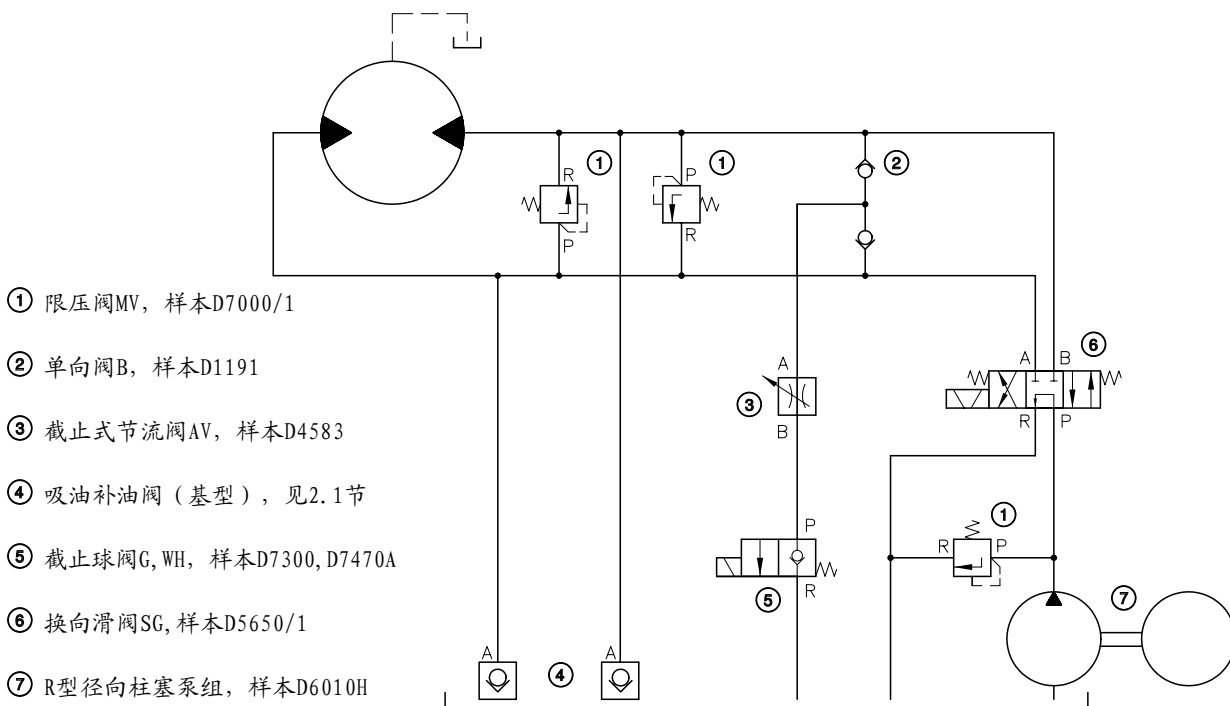 R
①
P
①
②
P
R
① 限压阀MV, 样本D7000/1
② 单向阀B, 样本D1191
③ 截止式节流阀AV, 样本D4583
④ 吸油补油阀（基型）, 见2.1节
⑤ 截止球阀G,WH, 样本D7300,D7470A
⑥ 换向滑阀SG,样本D5650/1
⑦ R型径向柱塞泵组, 样本D6010H
A
③
B
A B
⑥
R P
P
⑤
R
①
R P
⑦
A
④
A